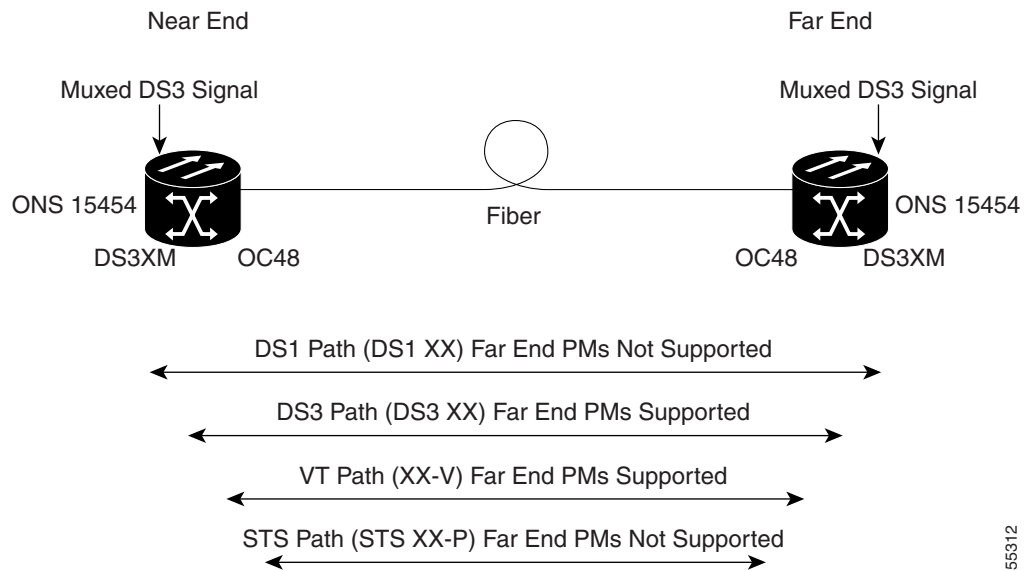 Near End
Far End
Muxed DS3 Signal
Muxed DS3 Signal
ONS 15454
Fiber
ONS 15454
DS3XM
OC48
OC48
DS3XM
DS1 Path (DS1 XX) Far End PMs Not Supported
DS3 Path (DS3 XX) Far End PMs Supported
VT Path (XX-V) Far End PMs Supported
STS Path (STS XX-P) Far End PMs Not Supported
55312